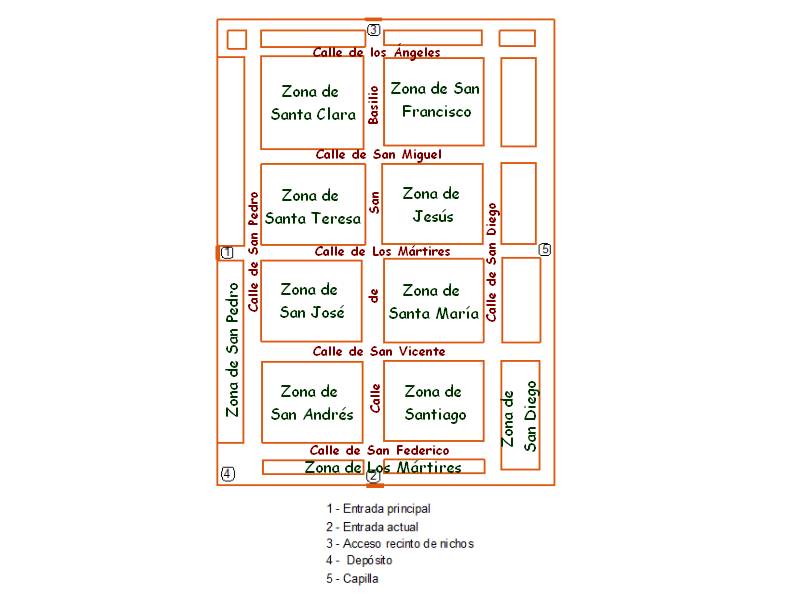 3
Calle de los Ángeles
Zona de
Santa Clara
Calle de San Basilio
Zona de San
Francisco
Calle de San Miguel
Zona de
Santa Teresa
Zona de
Jesús
Calle de San Pedro
Calle de San Diego
1
Calle de Los Mártires
5
Zona de San Pedro
Zona de
San José
Zona de
Santa María
Calle de San Vicente
Zona de
San Andrés
Zona de
Santiago
Zona de
San Diego
Calle de San Federico
Zona de Los Mártires
4
2
1 - Entrada principal
2 - Entrada actual
3 - Acceso recinto de nichos
4 - Depósito
5 - Capilla